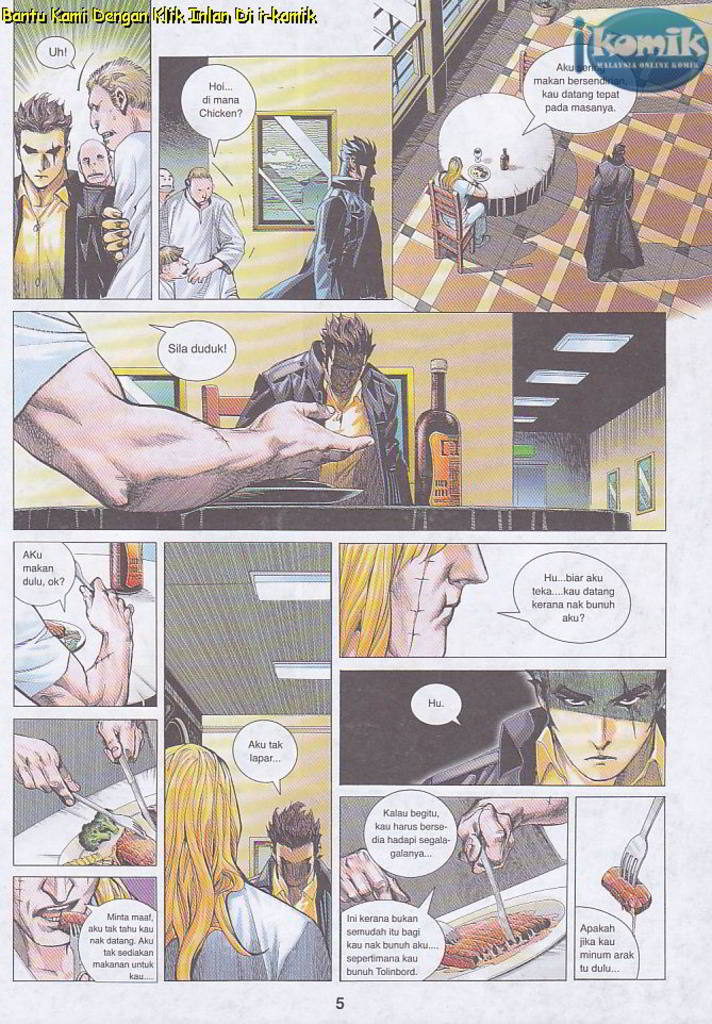 Bantu Kami Dengan Klik Inlan Di i-komik
ikomik
MALAYSIA ONLINE KOMIK
Uh!
Hoi...
di mana
Chicken?
Aku
makan bersendirian,
kau datang tepat
pada masanya.
Sila duduk!
AKu
makan
dulu, ok?
Minta maaf,
aku tak tahu kau
nak datang. Aku
tak sediakan
makanan untuk
kau....
Aku tak
lapar...
Hu...biar aku
teka....kau datang
kerana nak bunuh
aku?
Hu.
Kalau begitu,
kau harus berse-
dia hadapi segala-
galanya...
Ini kerana bukan
semudah itu bagi
kau nak bunuh aku....
sepertimana kau
bunuh Tolinbord.
Apakah
jika kau
minum arak
tu dulu...
5